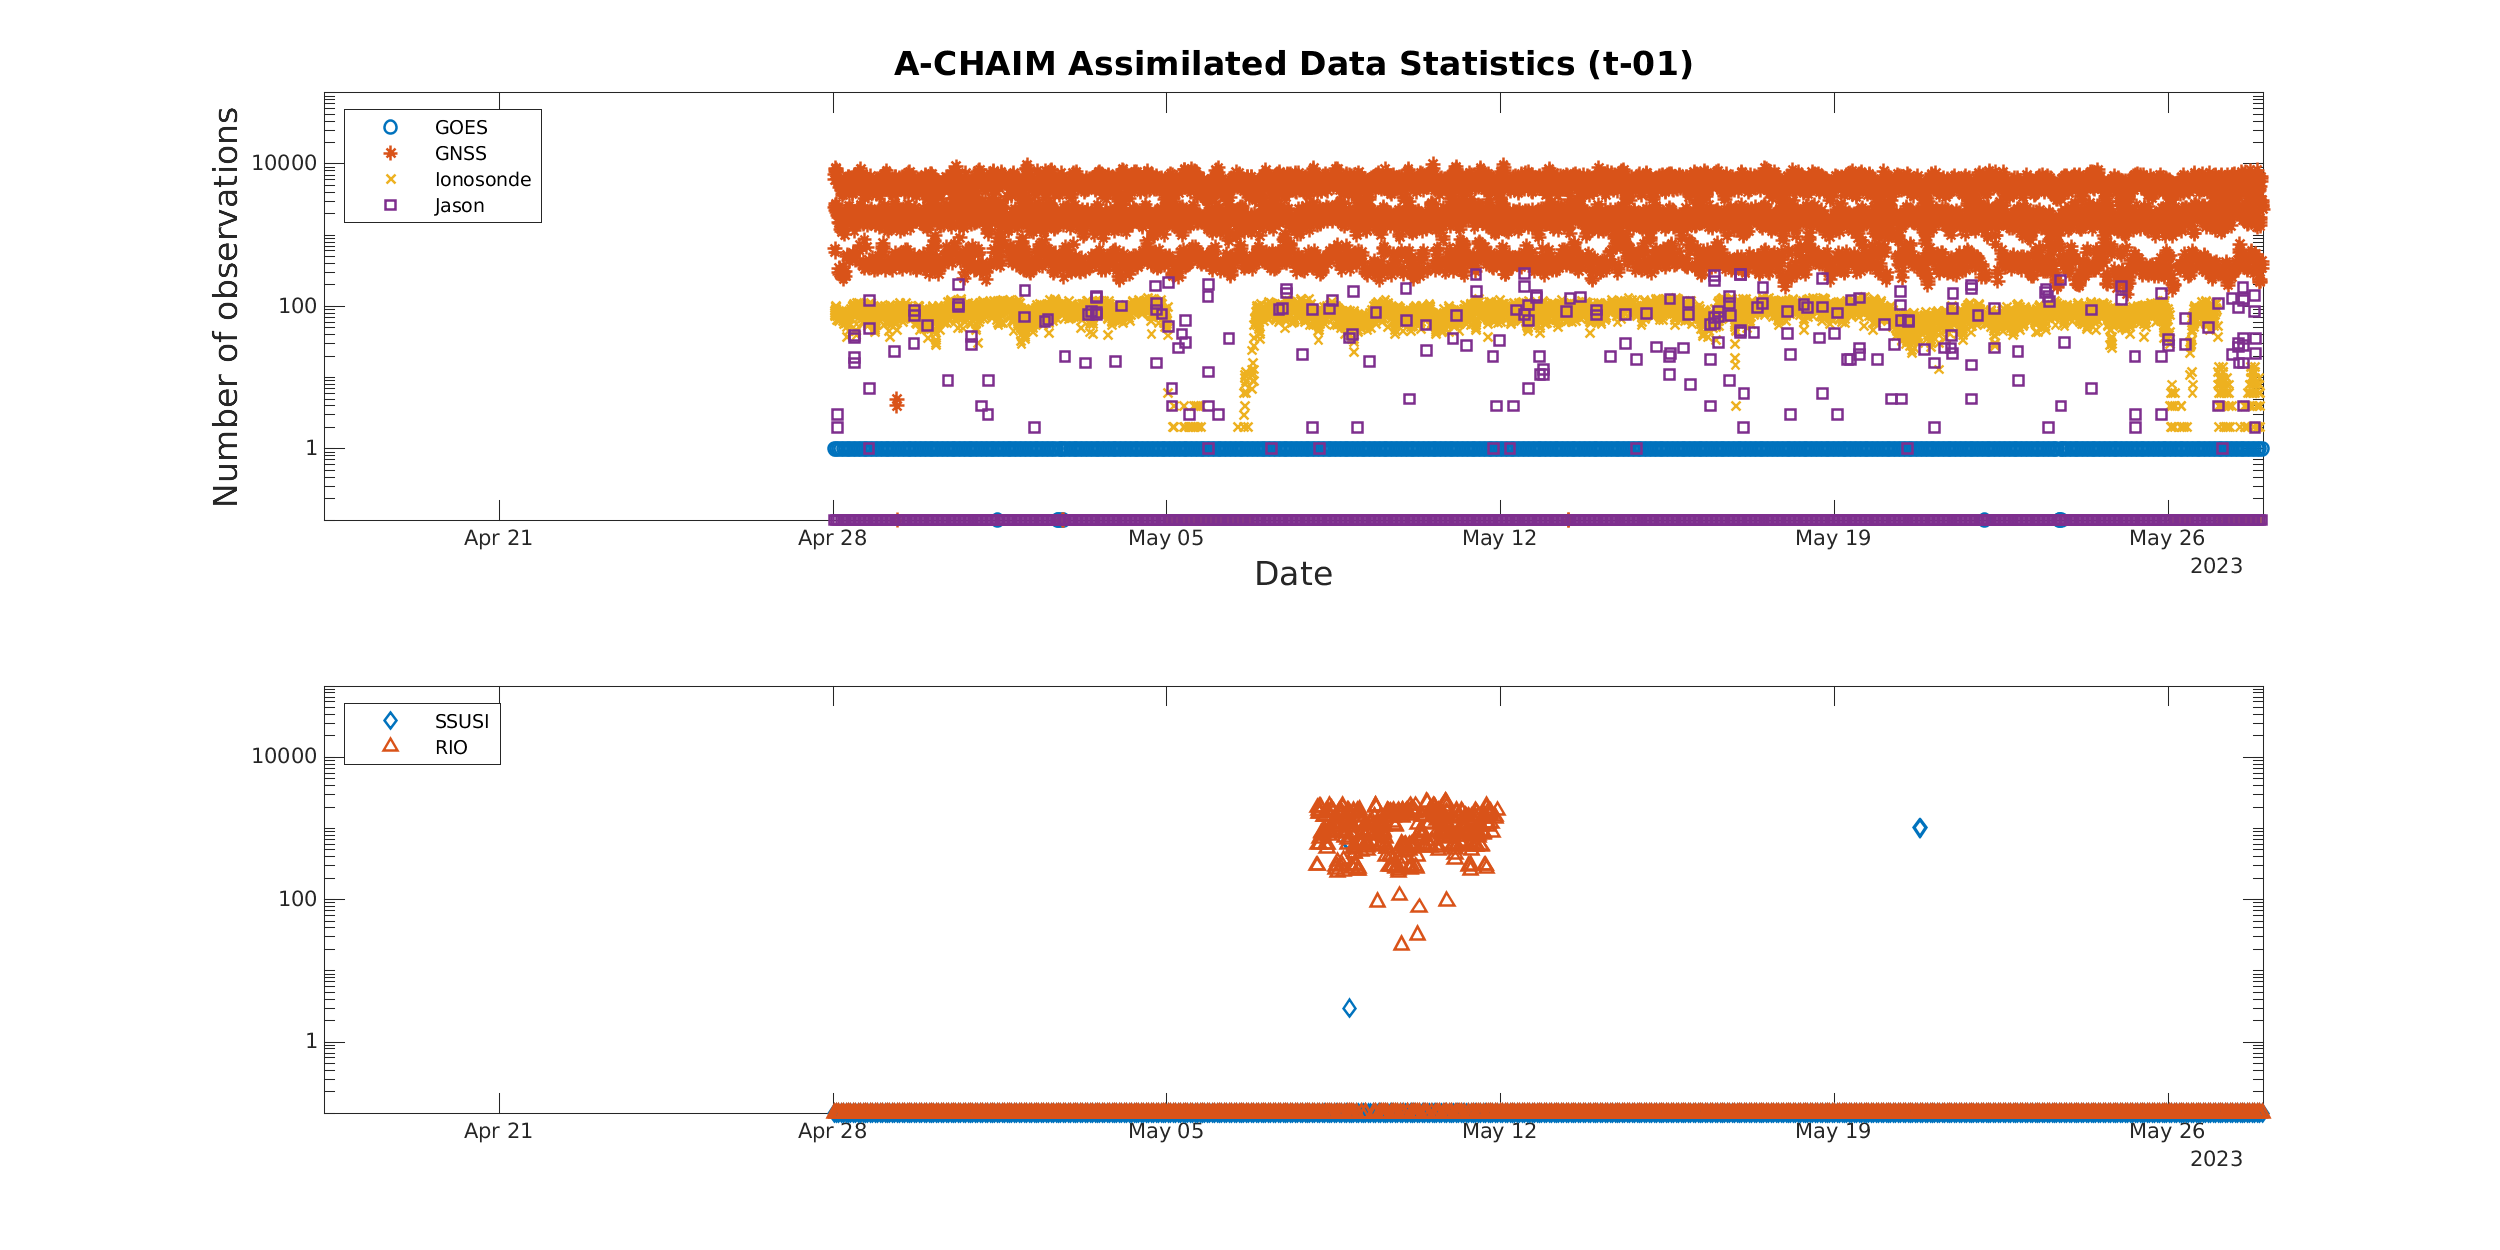 A-CHAIM Assimilated Data Statistics (t-01)
Number of observations
GOES
GNSS
Ionosonde
Jason
10000
100
1
Apr 21 Apr 28 May 05 May 12 May 19 May 26
2023
Date
SSUSI
RIO
10000
100
1
Apr 21 Apr 28 May 05 May 12 May 19 May 26
2023